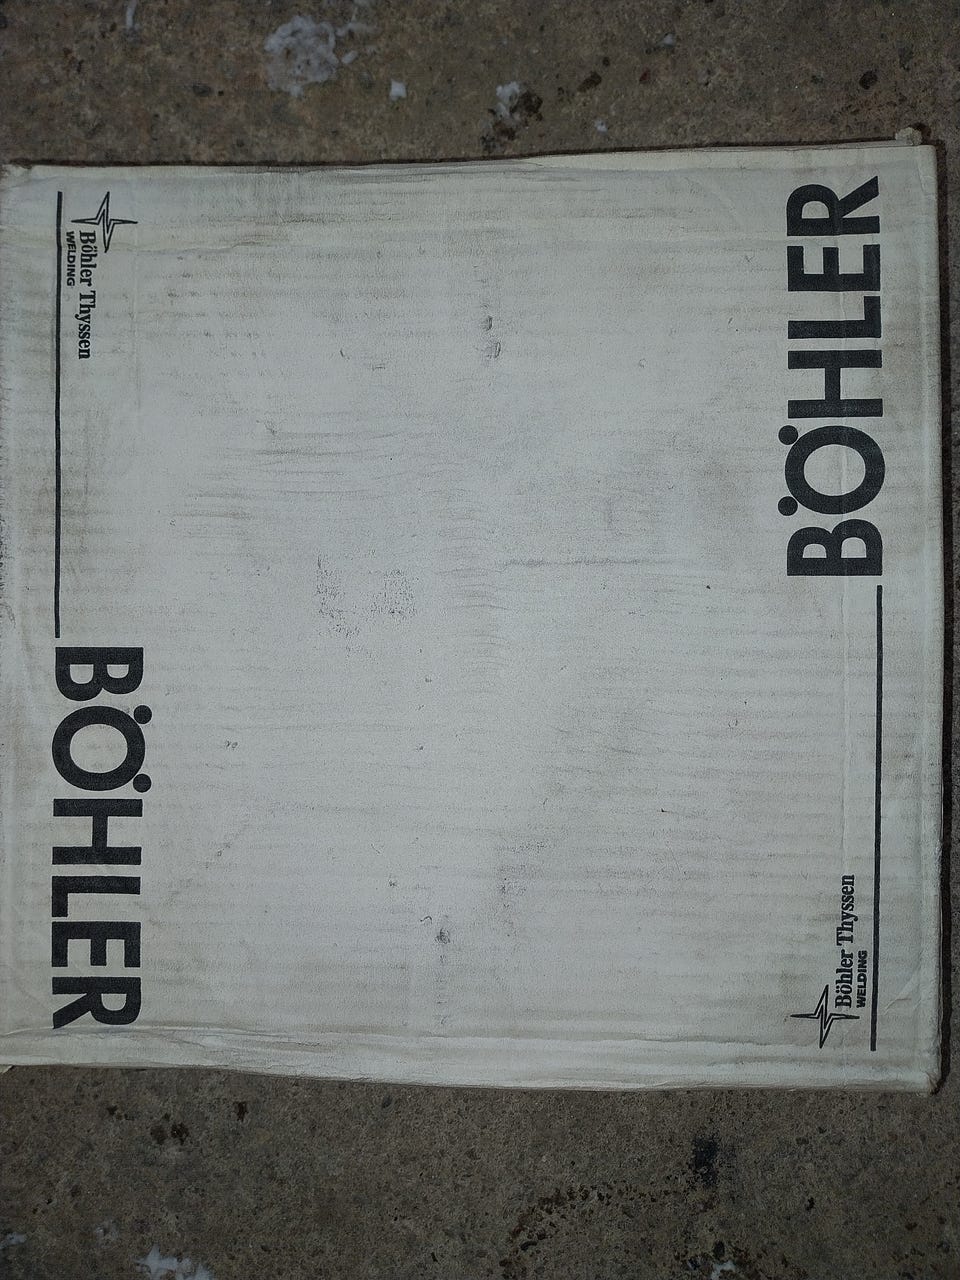 Böhler Thyssen
WELDING
BÖHLER
BÖHLER
Böhler Thyssen
WELDING